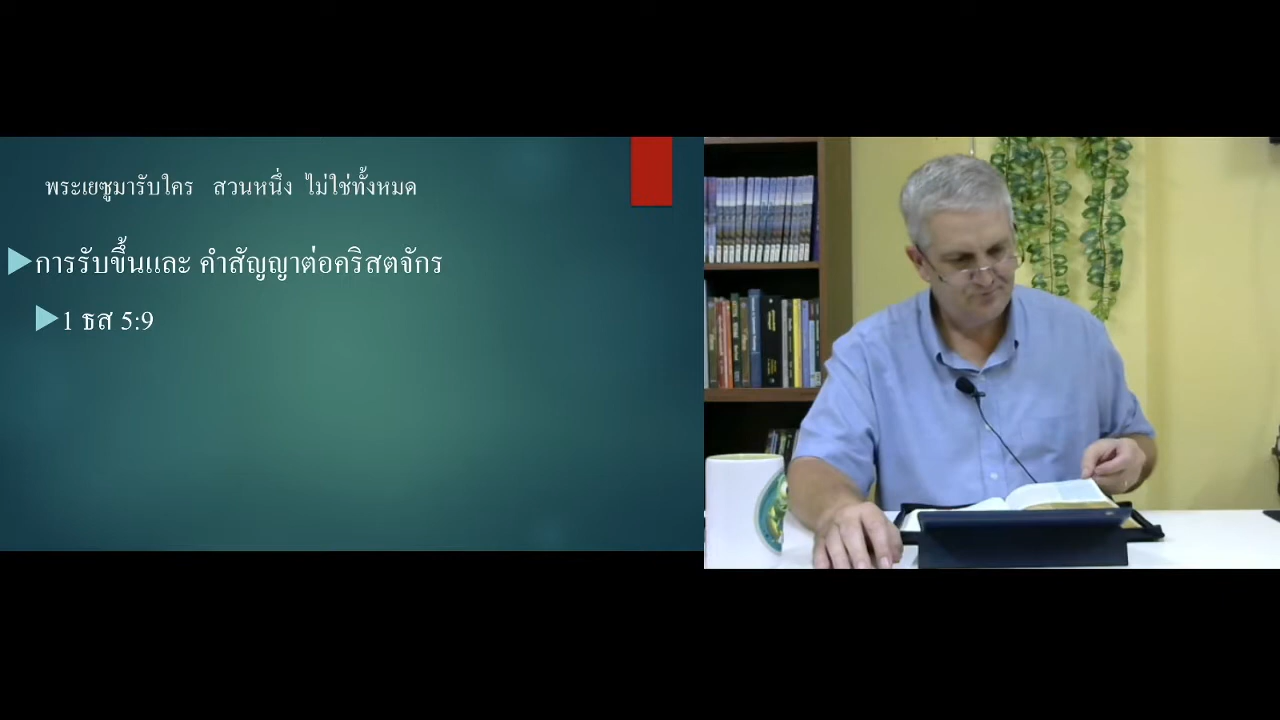 พระเยซูมารับใคร สวนหนึ่ง ไม่ใช่ทั้งหมด
การรับขึ้นและ คำสัญญาต่อคริสตจักร
1 ธส 5:9